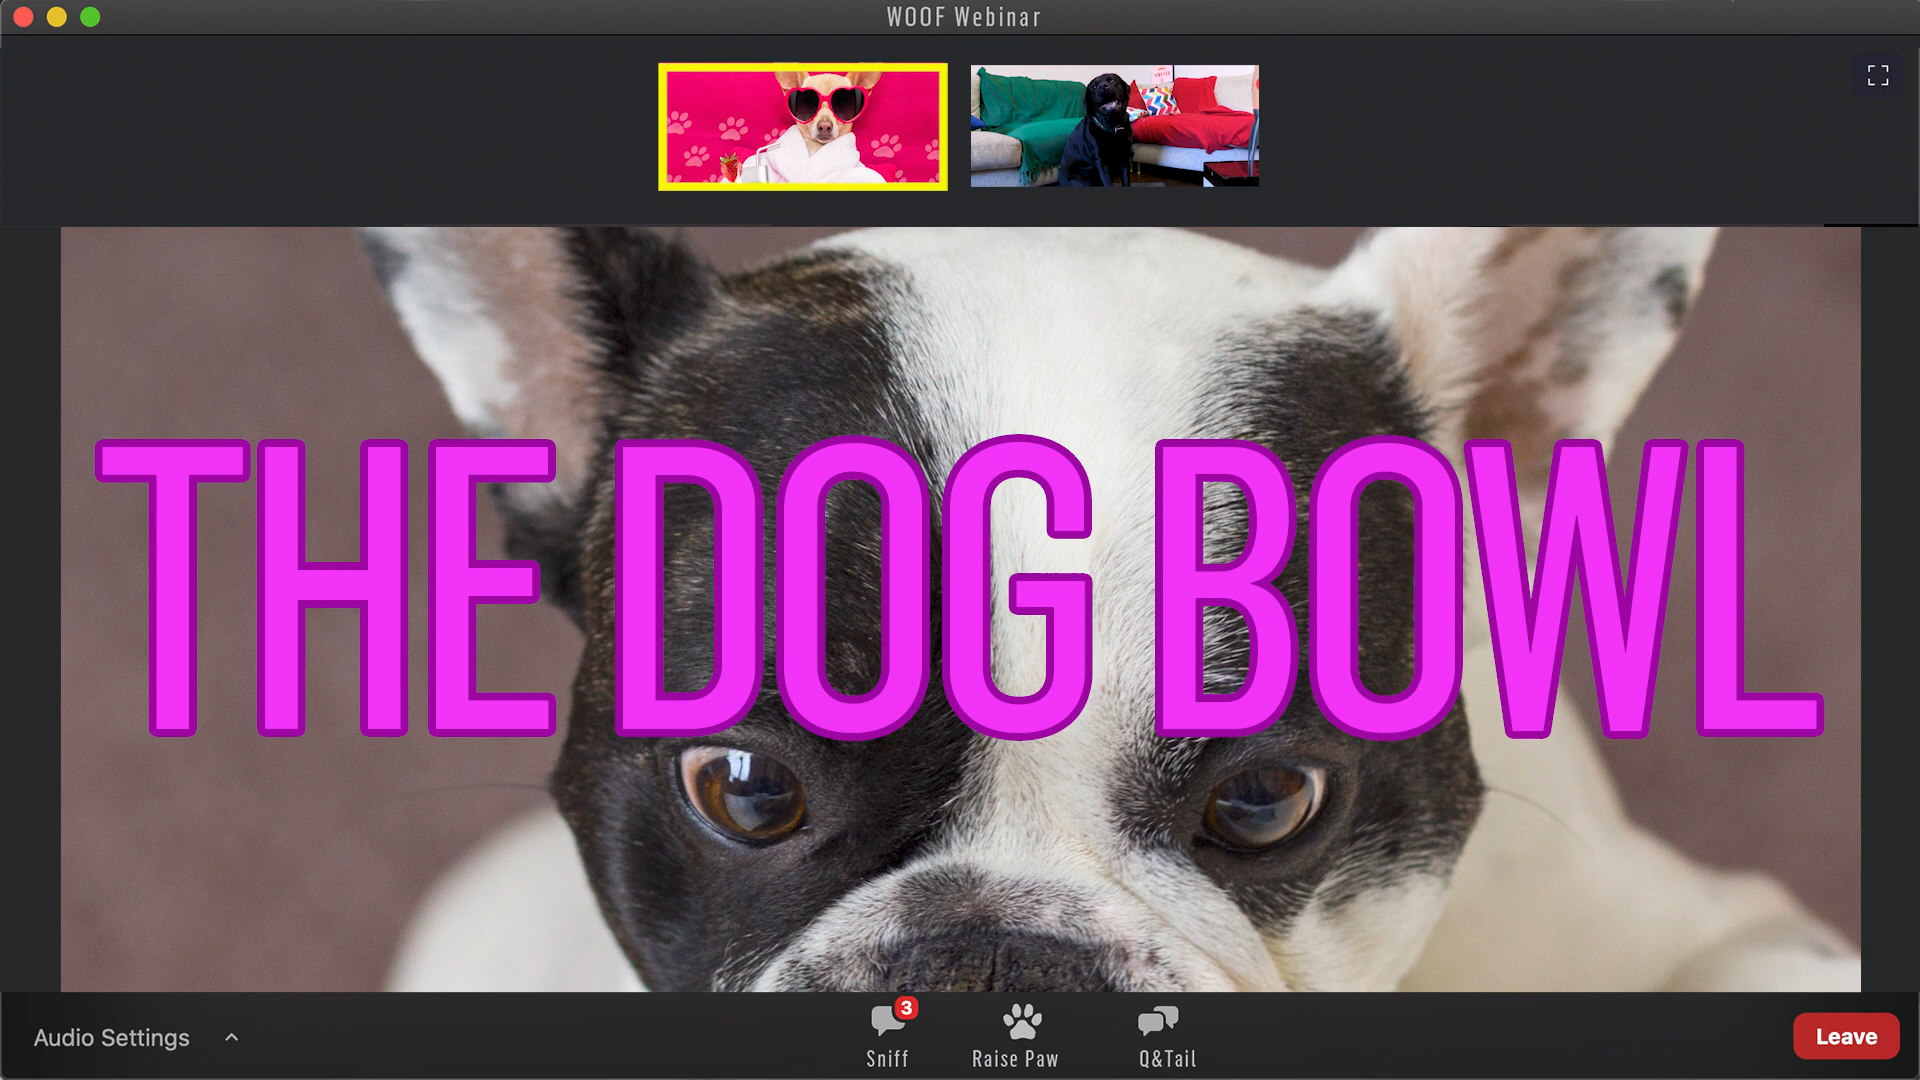 WOOF Webinar
THE DOG BOWL
Audio Settings
3
Sniff
Raise Paw
Q&Tail
Leave